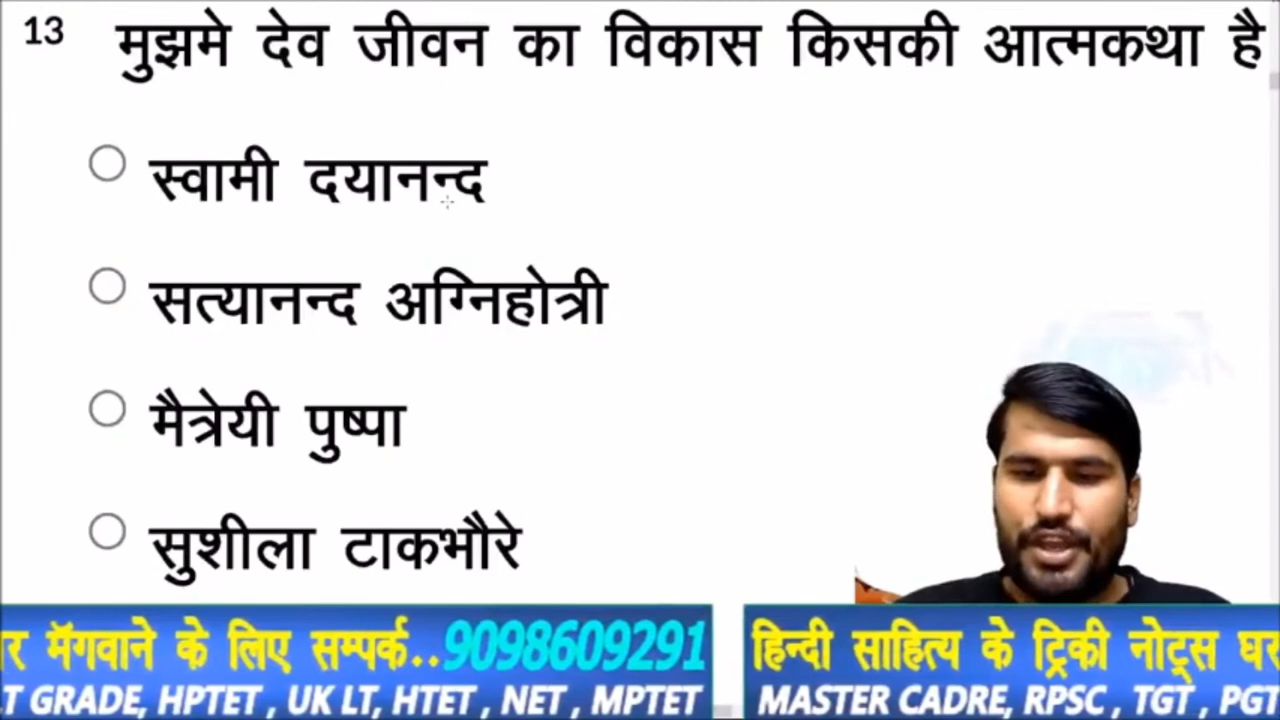 13 मुझमे देव जीवन का विकास किसकी आत्मकथा है
स्वामी दयानन्द
सत्यानन्द अग्निहोत्री
मैत्रेयी पुष्पा
सुशीला टाकभौरे
र मॅगवाने के लिए सम्पर्क..9098609291
हिन्दी साहित्य के ट्रिकी नोट्स घर
T GRADE, HPTET , UK LT, HTET , NET , MPTET
MASTER CADRE, RPSC , TGT , PGT